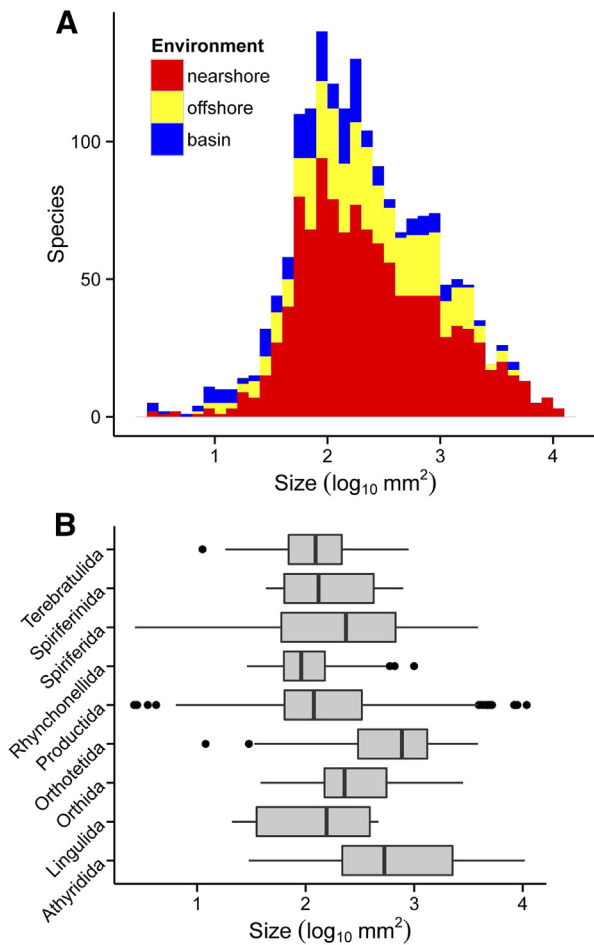 A
Environment
nearshore
offshore
basin
Species
100
50
0
1 2 3 4
Size (log10 mm2)
B
Terebratulida
Spiriferinida
Spiriferida
Rhynchonellida
Productida
Orthotetida
Orthida
Lingulida
Athyridida
1 2 3 4
Size (log10 mm2)